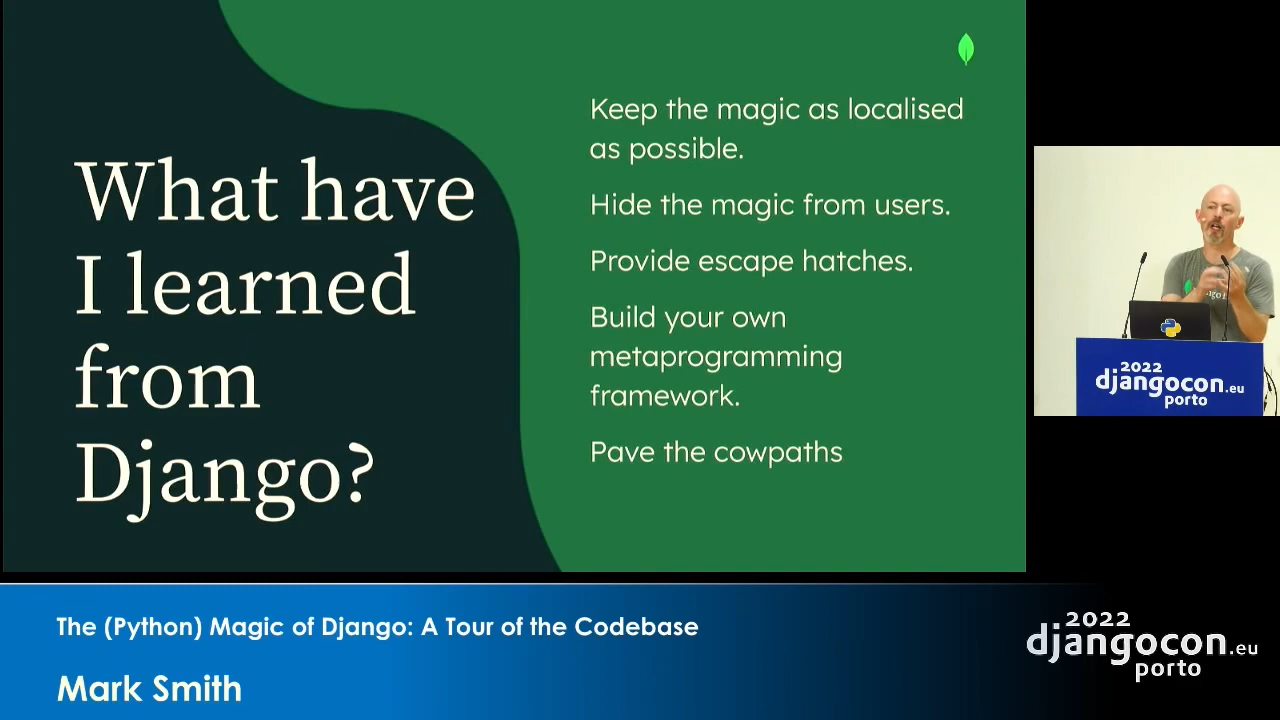 What have
I learned
from
Django?
Keep the magic as localised
as possible.
Hide the magic from users.
Provide escape hatches.
Build your own
metaprogramming
framework.
Pave the cowpaths
2022
djangocon.eu
porto
The (Python) Magic of Django: A Tour of the Codebase
Mark Smith
2022
djangocon.eu
porto